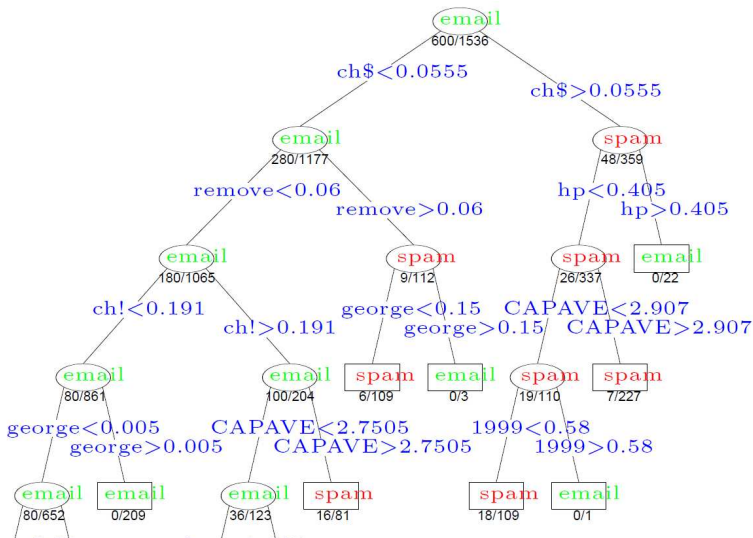 email
600/1536
ch$<0.0555
ch$>0.0555
email
280/1177
spam
48/359
remove<0.06
remove>0.06
hp<0.405
hp>0.405
email
180/1065
spam
9/112
spam
26/337
email
0/22
ch!<0.191
ch!>0.191
george<0.15
george>0.15
CAPAVE<2.907
CAPAVE>2.907
email
80/861
email
100/204
spam
6/109
email
0/3
spam
19/110
spam
7/227
george<0.005
george>0.005
CAPAVE<2.7505
CAPAVE>2.7505
1999<0.58
1999>0.58
email
80/652
email
0/209
email
36/123
spam
16/81
spam
18/109
email
0/1